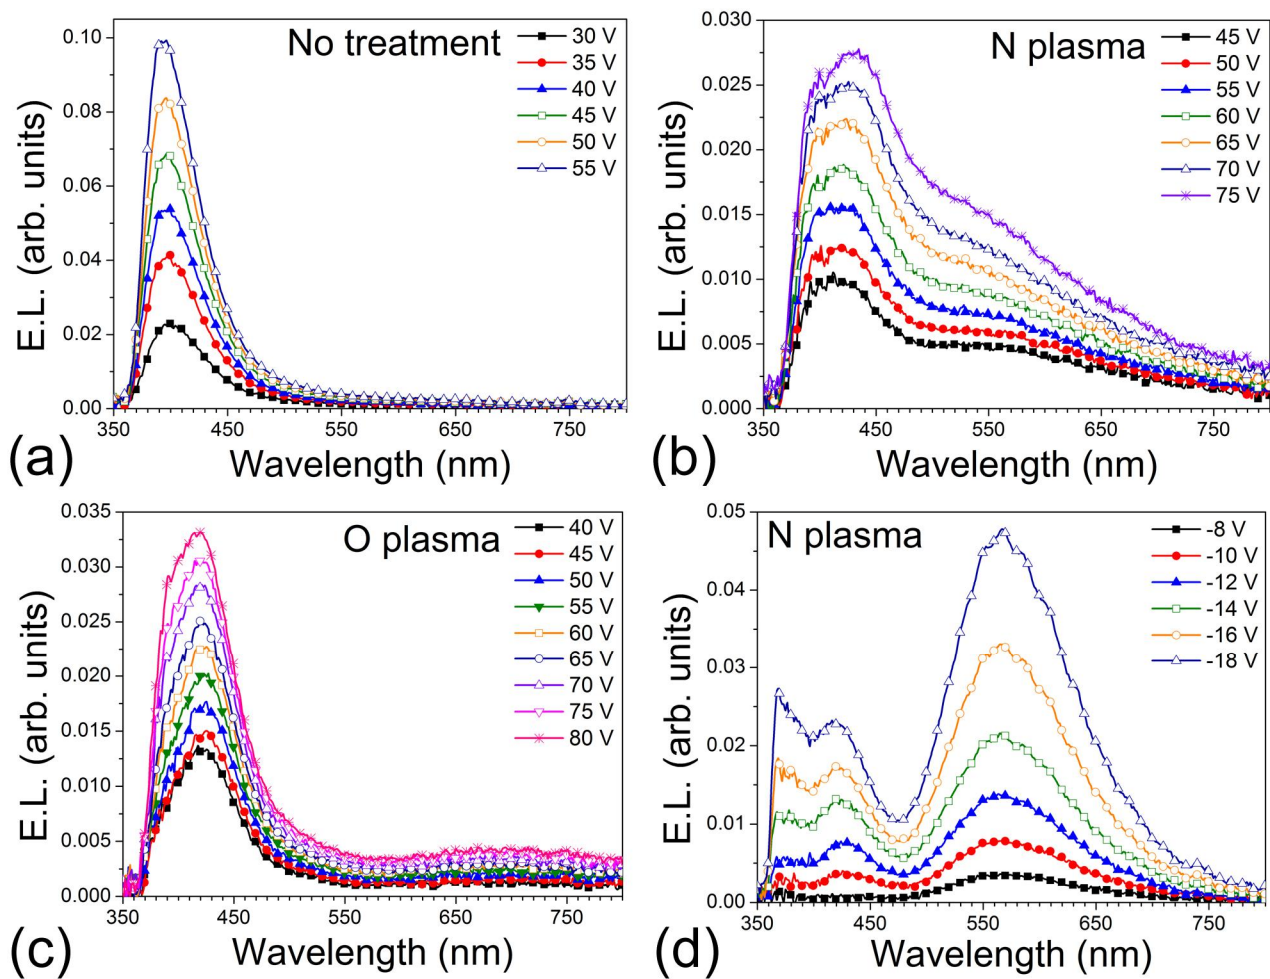 No treatment
30 V
35 V
40 V
45 V
50 V
55 V
0.10
0.08
0.06
0.04
0.02
0.00
350 450 550 650 750
E.L. (arb. units)
Wavelength (nm)
(a)
N plasma
45 V
50 V
55 V
60 V
65 V
70 V
75 V
0.030
0.025
0.020
0.015
0.010
0.005
0.000
350 450 550 650 750
E.L. (arb. units)
Wavelength (nm)
(b)
O plasma
40 V
45 V
50 V
55 V
60 V
65 V
70 V
75 V
80 V
0.035
0.030
0.025
0.020
0.015
0.010
0.005
0.000
350 450 550 650 750
E.L. (arb. units)
Wavelength (nm)
(c)
N plasma
-8 V
-10 V
-12 V
-14 V
-16 V
-18 V
0.05
0.04
0.03
0.02
0.01
0.00
350 450 550 650 750
E.L. (arb. units)
Wavelength (nm)
(d)